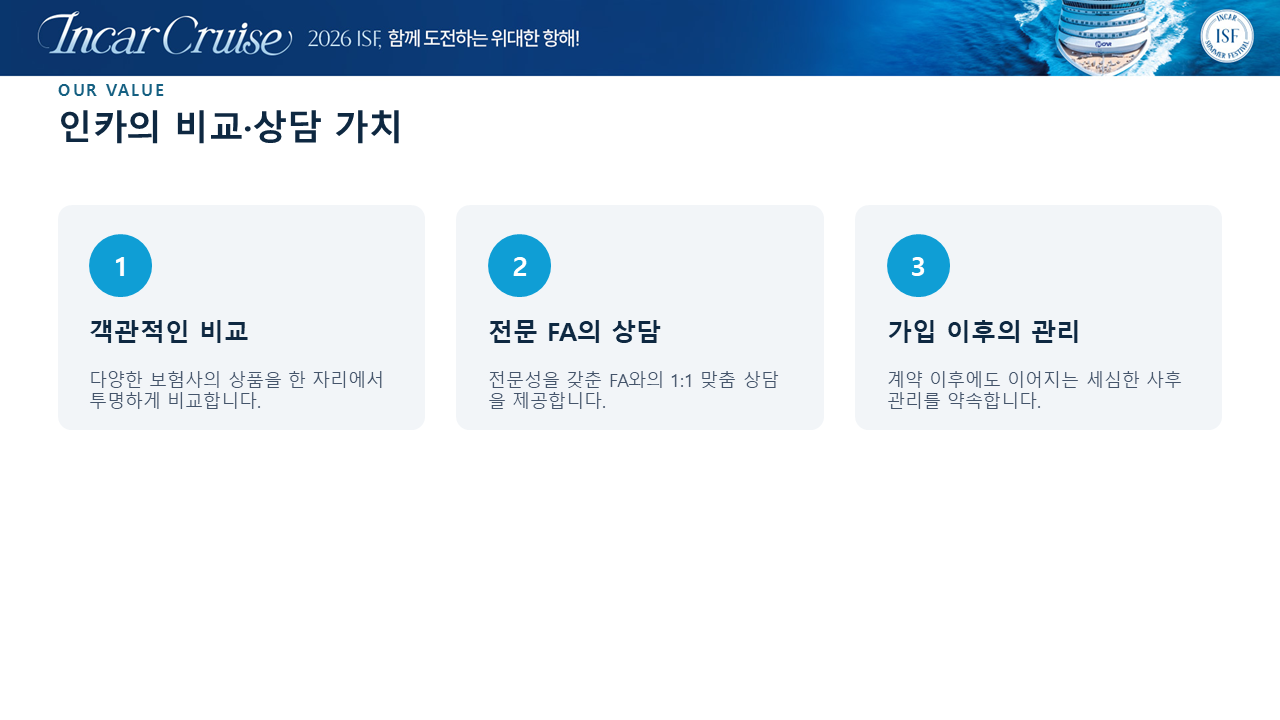 Incar Cruise 2026 ISF, 함께 도전하는 위대한 항해!
INCAR
ISF
SUMMER FESTIVAL
OUR VALUE
인카의 비교·상담 가치
1
객관적인 비교
다양한 보험사의 상품을 한 자리에서
투명하게 비교합니다.
2
전문 FA의 상담
전문성을 갖춘 FA와의 1:1 맞춤 상담
을 제공합니다.
3
가입 이후의 관리
계약 이후에도 이어지는 세심한 사후
관리를 약속합니다.